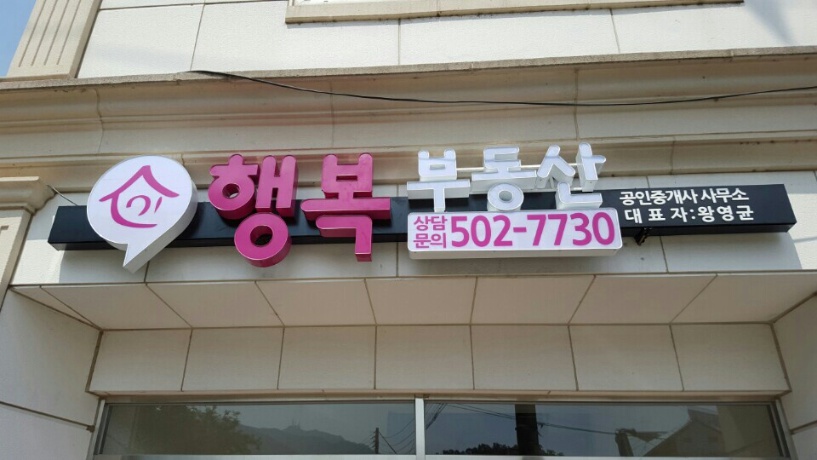 행복 부동산
상담
문의 502-7730
공인중개사 사무소
대 표 자 : 왕영균